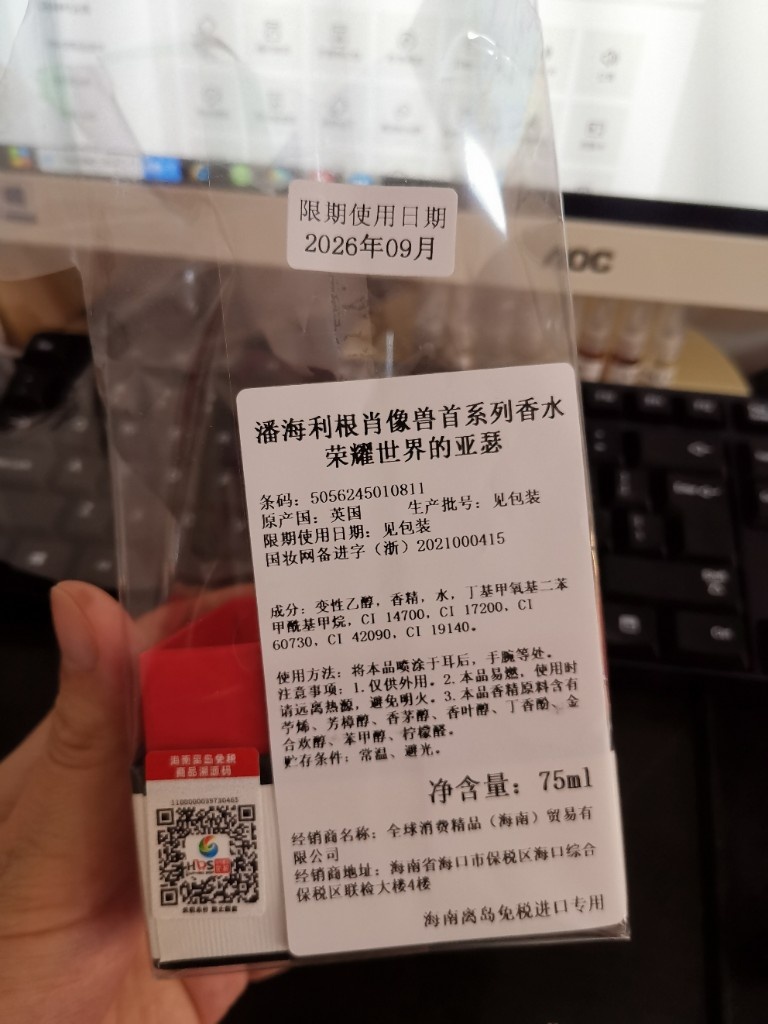 限期使用日期
2026年09月
AOC
潘海利根肖像兽首系列香水
荣耀世界的亚瑟
条码：5056245010811
原产国：英国 生产批号：见包装
限期使用日期：见包装
国妆网备进字（浙）2021000415
成分：变性乙醇，香精，水，丁基甲氧基二苯
甲酰基甲烷，CI 14700，CI 17200，CI
60730，CI 42090，CI 19140。
使用方法：将本品喷涂于耳后，手腕等处。
注意事项：1.仅供外用。2.本品易燃，使用时
请远离热源，避免明火。3.本品香精原料含有
苧烯、芳樟醇、香茅醇、香叶醇、丁香酚、金
合欢醇、苯甲醇、柠檬醛。
贮存条件：常温、避光。
净含量：75ml
经销商名称：全球消费精品（海南）贸易有
限公司
经销商地址：海南省海口市保税区海口综合
保税区联检大楼4楼
海南离岛免税进口专用
海南离岛免税
商品溯源码